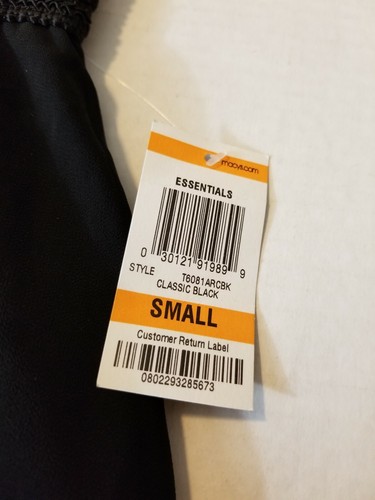 macys.com
ESSENTIALS
0 30121 91989 9
STYLE T6081ARCBK
CLASSIC BLACK
SMALL
Customer Return Label
0802293285673